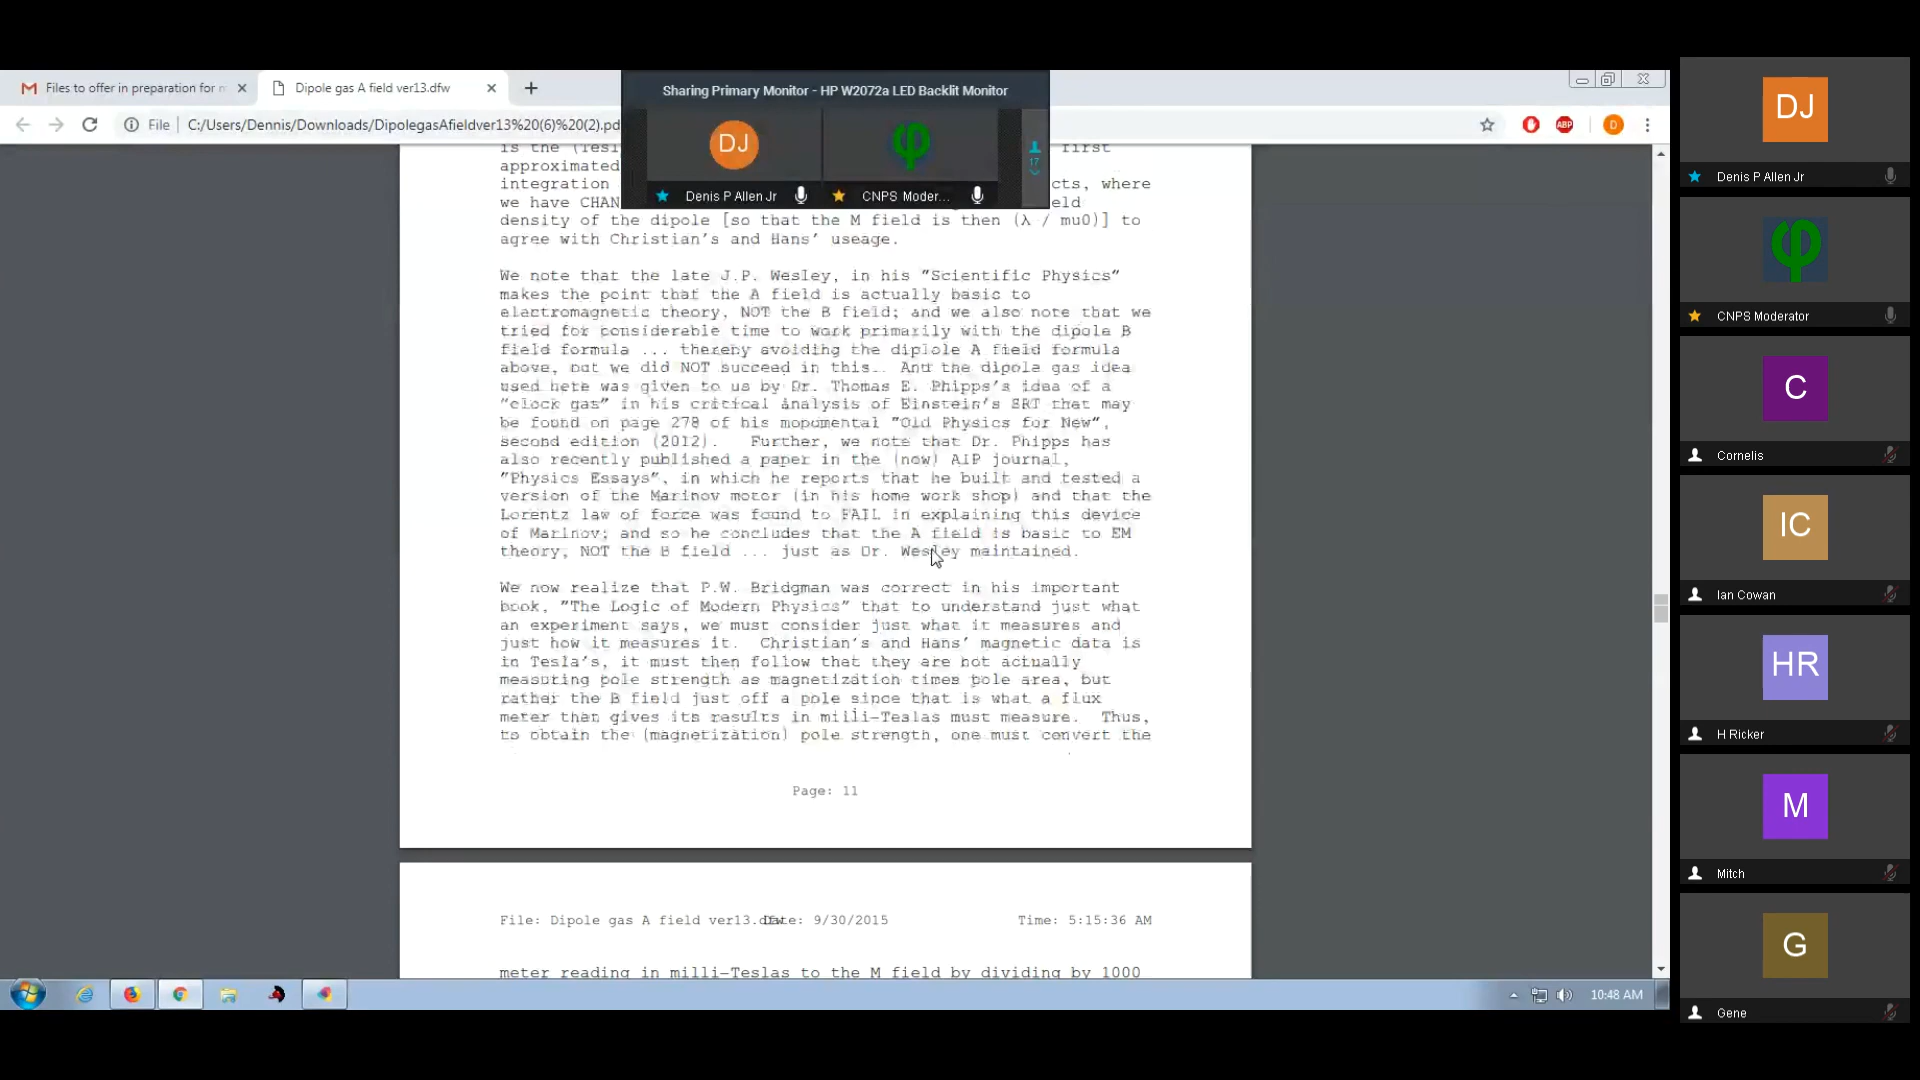 Files to offer in preparation for
Dipole gas A field ver13.dfw
Sharing Primary Monitor - HP W2072a LED Backlit Monitor
File
C:/Users/Dennis/Downloads/DipolegasAfieldver13%20(6)%20(2).pd
ABP
D
DJ
17
Denis P Allen Jr
CNPS Moder...
is the first
approximated
integration cts, where
we have CHAN eld
density of the dipole [so that the M field is then (λ / mu0)] to
agree with Christian's and Hans' useage.
We note that the late J.P. Wesley, in his "Scientific Physics"
makes the point that the A field is actually basic to
electromagnetic theory, NOT the B field; and we also note that we
tried for considerable time to work primarily with the dipole B
field formula ... thereby avoiding the diplole A field formula
above, but we did NOT succeed in this. And the dipole gas idea
used here was given to us by Dr. Thomas E. Phipps's idea of a
"clock gas" in his critical analysis of Einstein's SRT that may
be found on page 278 of his monumental "Old Physics for New",
second edition (2012). Further, we note that Dr. Phipps has
also recently published a paper in the (now) AIP journal,
"Physics Essays", in which he reports that he built and tested a
version of the Marinov motor (in his home work shop) and that the
Lorentz law of force was found to FAIL in explaining this device
of Marinov; and so he concludes that the A field is basic to EM
theory, NOT the B field ... just as Dr. Wesley maintained.
We now realize that P.W. Bridgman was correct in his important
book, "The Logic of Modern Physics" that to understand just what
an experiment says, we must consider just what it measures and
just how it measures it. Christian's and Hans' magnetic data is
in Tesla's, it must then follow that they are not actually
measuring pole strength as magnetization times pole area, but
rather the B field just off a pole since that is what a flux
meter that gives its results in milli-Teslas must measure. Thus,
to obtain the (magnetization) pole strength, one must convert the
Page: 11
File: Dipole gas A field ver13.dfw Date: 9/30/2015 Time: 5:15:36 AM
meter reading in milli-Teslas to the M field by dividing by 1000
10:48 AM
DJ
Denis P Allen Jr
CNPS Moderator
C
Cornelis
IC
Ian Cowan
HR
H Ricker
M
Mitch
G
Gene